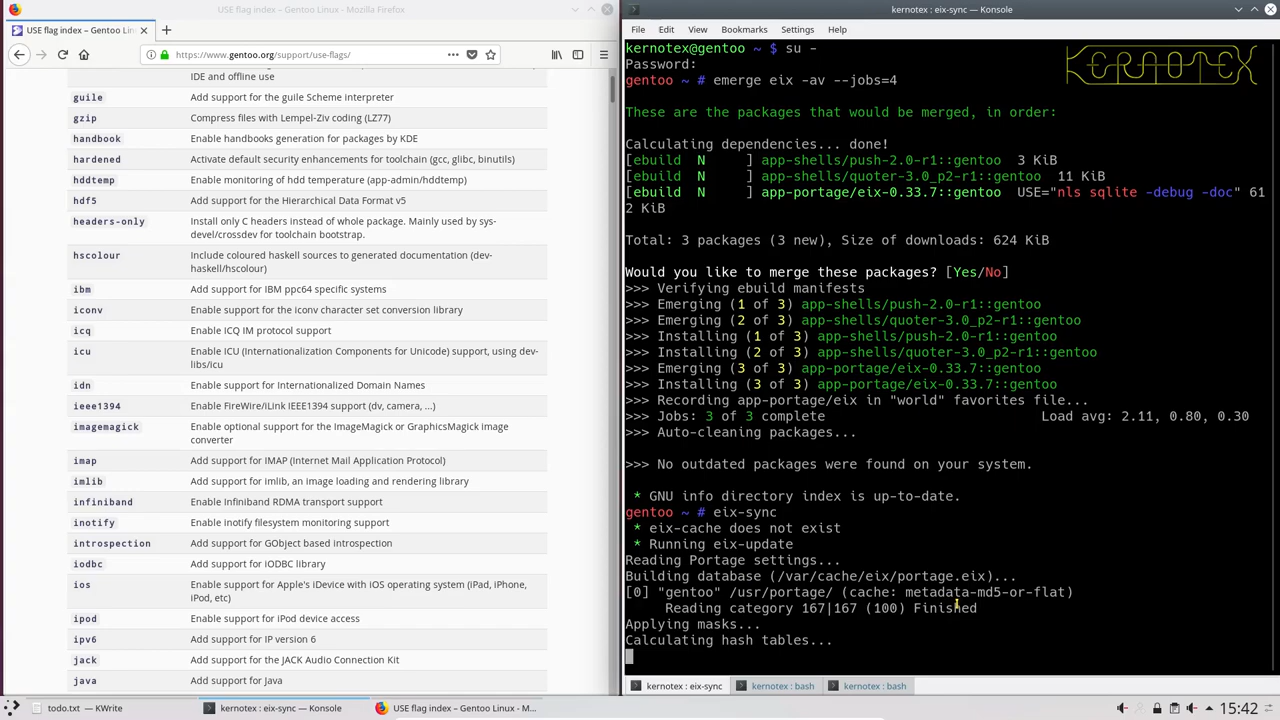 USE flag index – Gentoo Linux - Mozilla Firefox
USE flag index – Gentoo Lin
https://www.gentoo.org/support/use-flags/
IDE and offline use
guile Add support for the guile Scheme interpreter
gzip Compress files with Lempel-Ziv coding (LZ77)
handbook Enable handbooks generation for packages by KDE
hardened Activate default security enhancements for toolchain (gcc, glibc, binutils)
hddtemp Enable monitoring of hdd temperature (app-admin/hddtemp)
hdf5 Add support for the Hierarchical Data Format v5
headers-only Install only C headers instead of whole package. Mainly used by sys-
devel/crossdev for toolchain bootstrap.
hscolour Include coloured haskell sources to generated documentation (dev-
haskell/hscolour)
ibm Add support for IBM ppc64 specific systems
iconv Enable support for the iconv character set conversion library
icq Enable ICQ IM protocol support
icu Enable ICU (Internationalization Components for Unicode) support, using dev-
libs/icu
idn Enable support for Internationalized Domain Names
ieee1394 Enable FireWire/iLink IEEE1394 support (dv, camera, ...)
imagemagick Enable optional support for the ImageMagick or GraphicsMagick image
converter
imap Add support for IMAP (Internet Mail Application Protocol)
imlib Add support for imlib, an image loading and rendering library
infiniband Enable Infiniband RDMA transport support
inotify Enable inotify filesystem monitoring support
introspection Add support for GObject based introspection
iodbc Add support for iODBC library
ios Enable support for Apple's iDevice with iOS operating system (iPad, iPhone,
iPod, etc)
ipod Enable support for iPod device access
ipv6 Add support for IP version 6
jack Add support for the JACK Audio Connection Kit
java Add support for Java
kernotex : eix-sync — Konsole
File Edit View Bookmarks Settings Help
KERNOTEX
kernotex@gentoo ~ $ su -
Password:
gentoo ~ # emerge eix -av --jobs=4
These are the packages that would be merged, in order:
Calculating dependencies... done!
[ebuild  N     ] app-shells/push-2.0-r1::gentoo  3 KiB
[ebuild  N     ] app-shells/quoter-3.0_p2-r1::gentoo  11 KiB
[ebuild  N     ] app-portage/eix-0.33.7::gentoo  USE="nls sqlite -debug -doc" 61
2 KiB
Total: 3 packages (3 new), Size of downloads: 624 KiB
Would you like to merge these packages? [Yes/No]
>>> Verifying ebuild manifests
>>> Emerging (1 of 3) app-shells/push-2.0-r1::gentoo
>>> Emerging (2 of 3) app-shells/quoter-3.0_p2-r1::gentoo
>>> Installing (1 of 3) app-shells/push-2.0-r1::gentoo
>>> Installing (2 of 3) app-shells/quoter-3.0_p2-r1::gentoo
>>> Emerging (3 of 3) app-portage/eix-0.33.7::gentoo
>>> Installing (3 of 3) app-portage/eix-0.33.7::gentoo
>>> Recording app-portage/eix in "world" favorites file...
>>> Jobs: 3 of 3 complete                           Load avg: 2.11, 0.80, 0.30
>>> Auto-cleaning packages...
>>> No outdated packages were found on your system.
* GNU info directory index is up-to-date.
gentoo ~ # eix-sync
* eix-cache does not exist
* Running eix-update
Reading Portage settings...
Building database (/var/cache/eix/portage.eix)...
[0] "gentoo" /usr/portage/ (cache: metadata-md5-or-flat)
Reading category 167|167 (100) Finished
Applying masks...
Calculating hash tables...
kernotex : eix-sync kernotex : bash kernotex : bash
todo.txt — KWrite kernotex : eix-sync — Konsole USE flag index – Gentoo Linux - M... 15:42